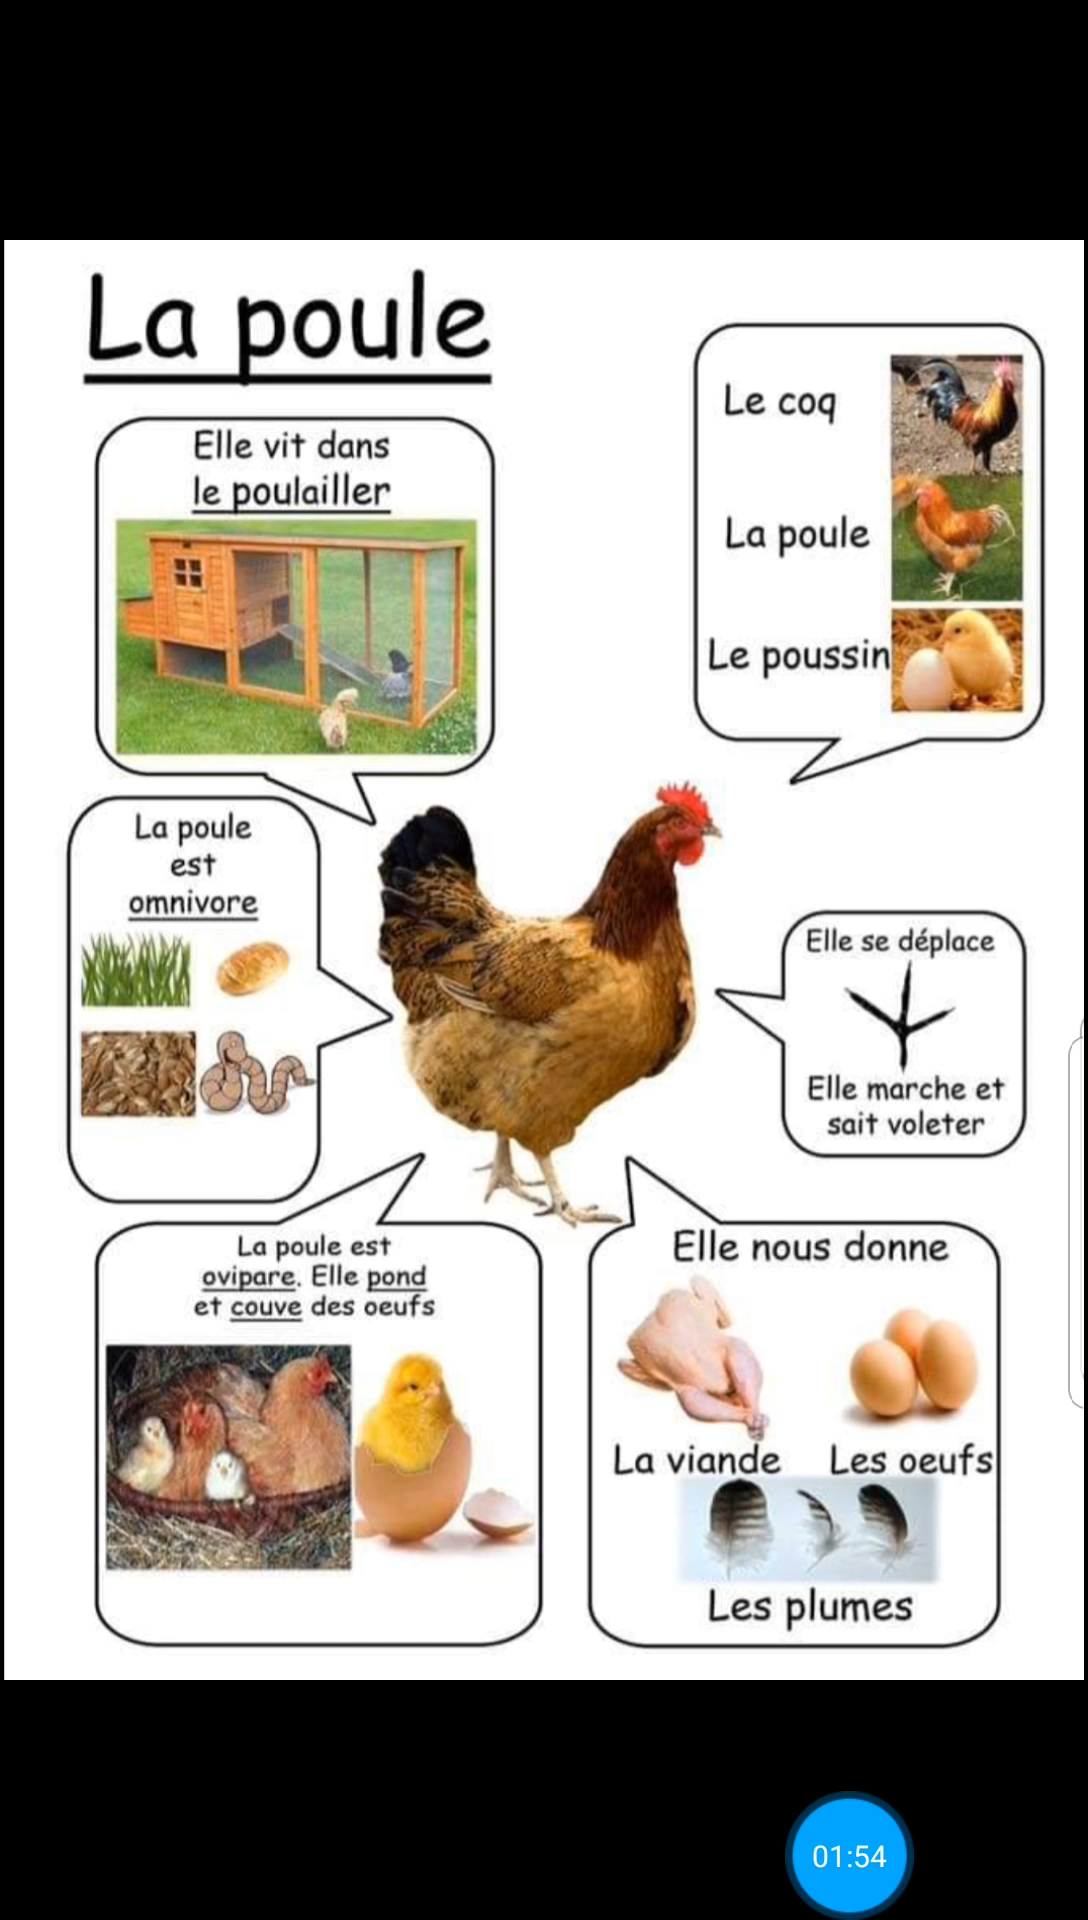 La poule
Elle vit dans
le poulailler
Le coq
La poule
Le poussin
La poule
est
omnivore
Elle se déplace
Elle marche et
sait voleter
La poule est
ovipare. Elle pond
et couve des oeufs
Elle nous donne
La viande
Les oeufs
Les plumes
01:54